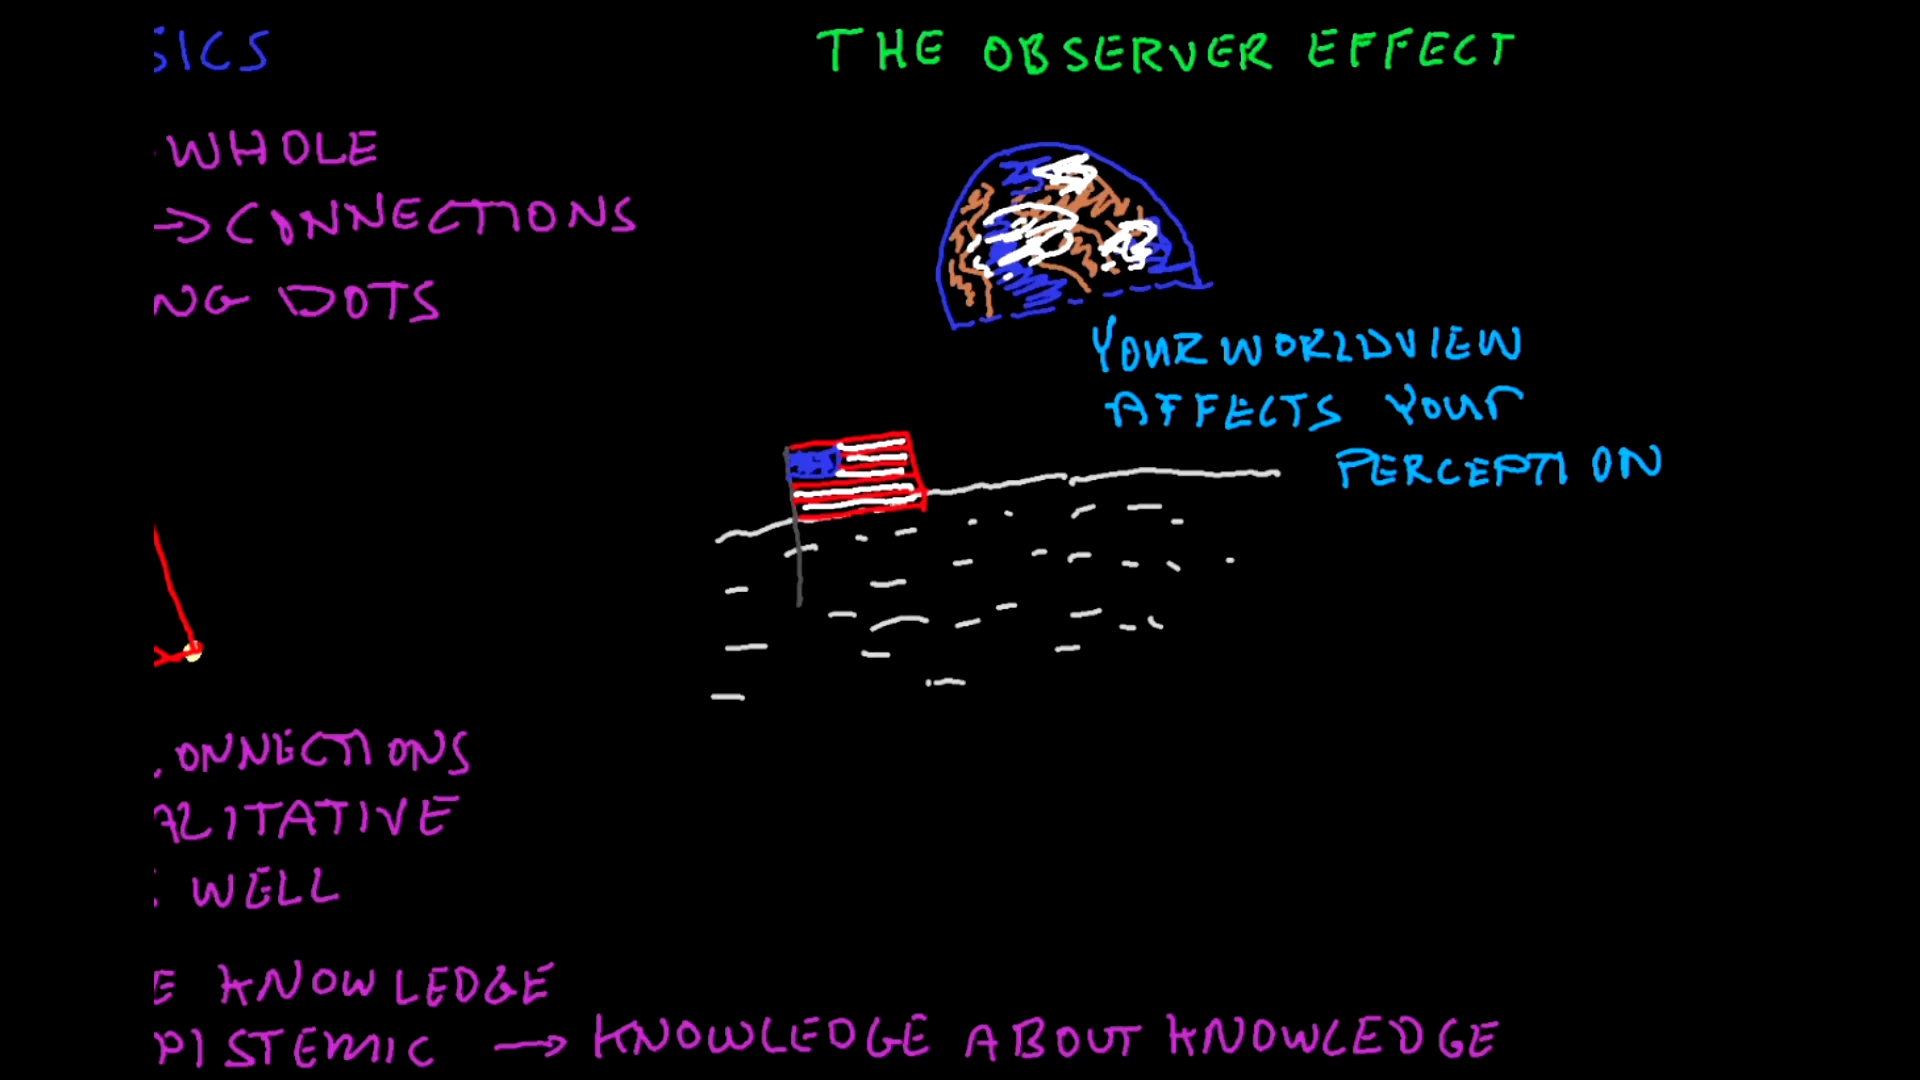 SICS
THE OBSERVER EFFECT
WHOLE
→ CONNECTIONS
NG DOTS
YOUR WORLDVIEW
AFFECTS YOUR
PERCEPTION
ONNECTIONS
ALITATIVE
WELL
E KNOWLEDGE
PISTEMIC → KNOWLEDGE ABOUT KNOWLEDGE